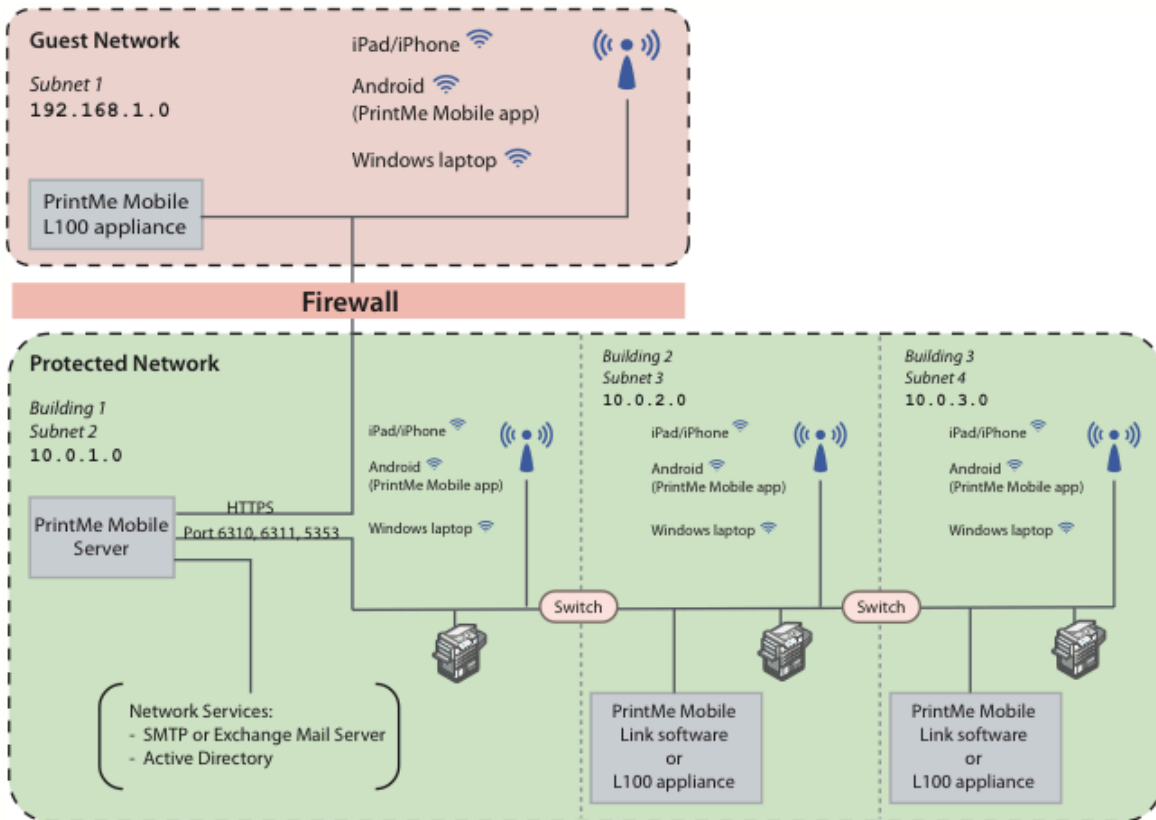 Guest Network
Subnet 1
192.168.1.0
iPad/iPhone
Android
(PrintMe Mobile app)
Windows laptop
PrintMe Mobile
L100 appliance
Firewall
Protected Network
Building 1
Subnet 2
10.0.1.0
iPad/iPhone
Android
(PrintMe Mobile app)
Windows laptop
PrintMe Mobile
Server
HTTPS
Port 6310, 6311, 5353
Network Services:
- SMTP or Exchange Mail Server
- Active Directory
Switch
Building 2
Subnet 3
10.0.2.0
iPad/iPhone
Android
(PrintMe Mobile app)
Windows laptop
PrintMe Mobile
Link software
or
L100 appliance
Switch
Building 3
Subnet 4
10.0.3.0
iPad/iPhone
Android
(PrintMe Mobile app)
Windows laptop
PrintMe Mobile
Link software
or
L100 appliance